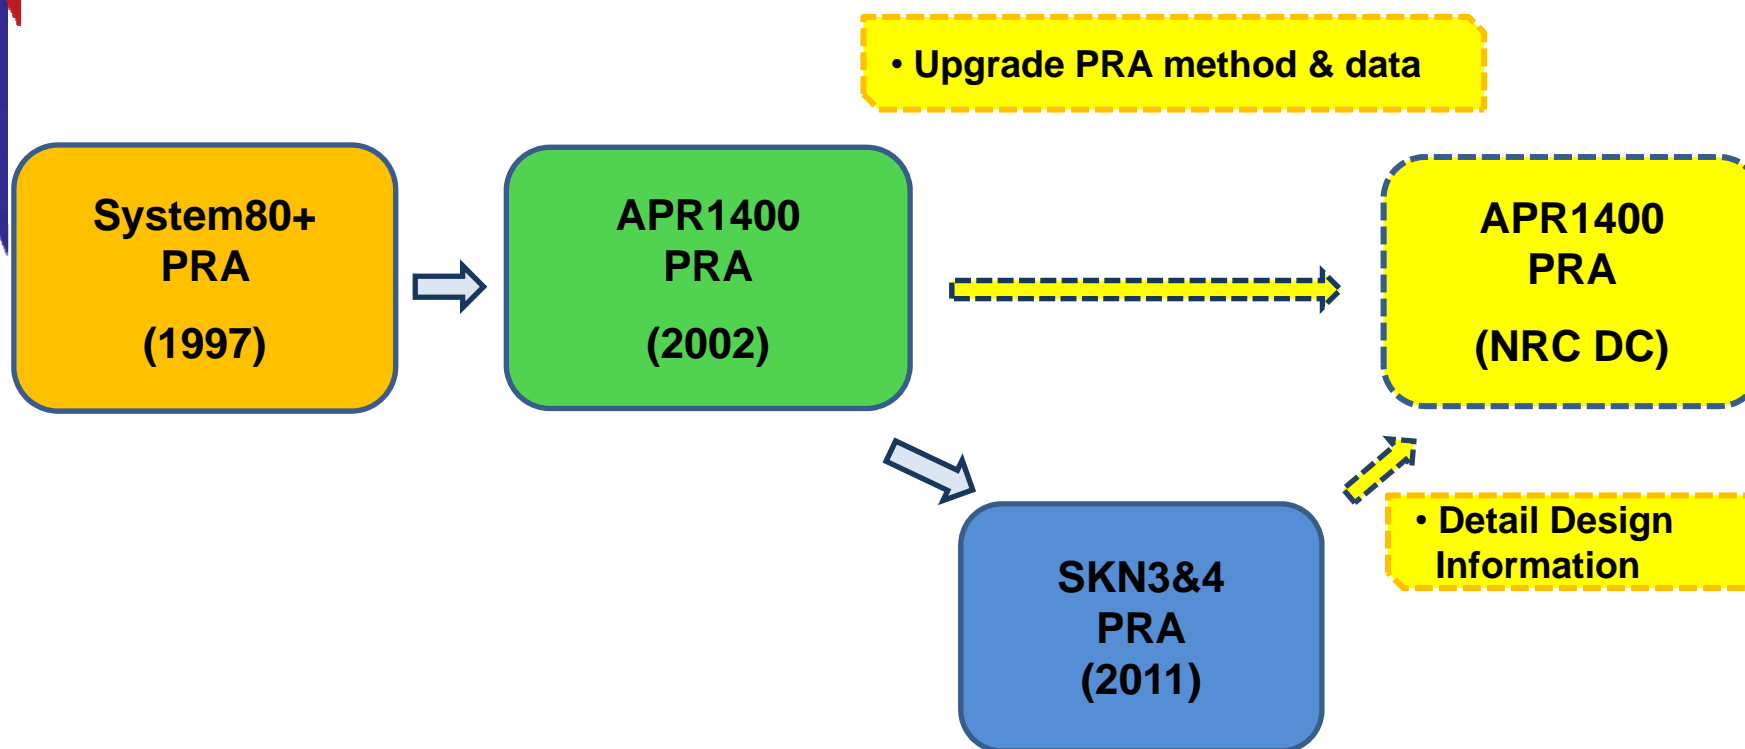 • Upgrade PRA method & data
System80+
PRA
(1997)
APR1400
PRA
(2002)
APR1400
PRA
(NRC DC)
SKN3&4
PRA
(2011)
• Detail Design
Information